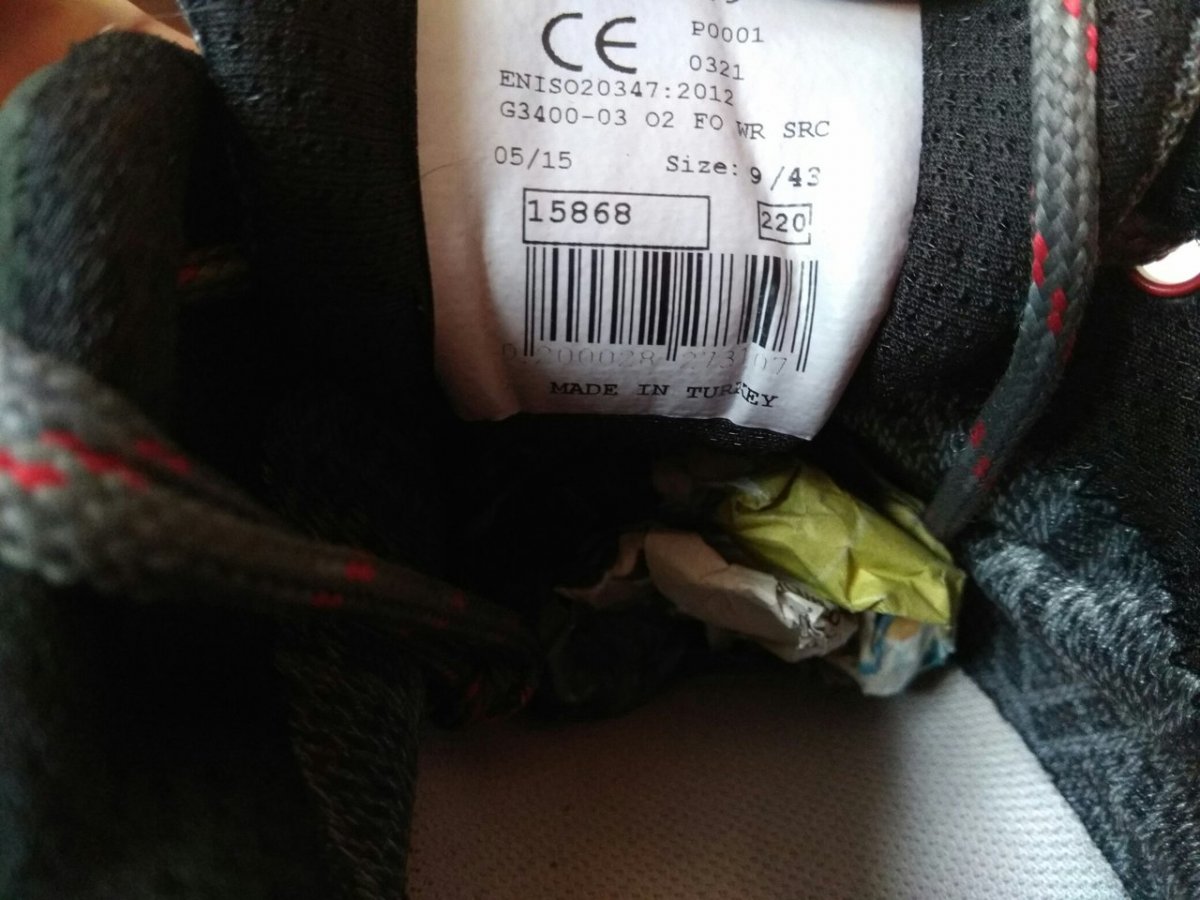 CE P0001
0321
ENISO20347:2012
G3400-03 O2 FO WR SRC
05/15 Size: 9/43
15868 220
MADE IN TURKEY